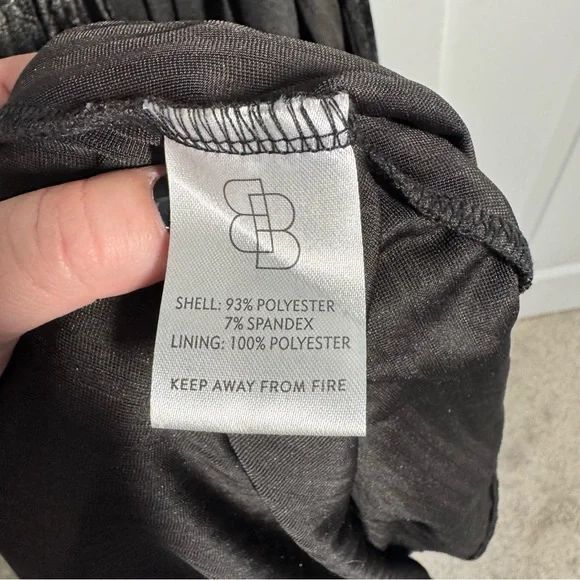 SHELL: 93% POLYESTER
7% SPANDEX
LINING: 100% POLYESTER
KEEP AWAY FROM FIRE